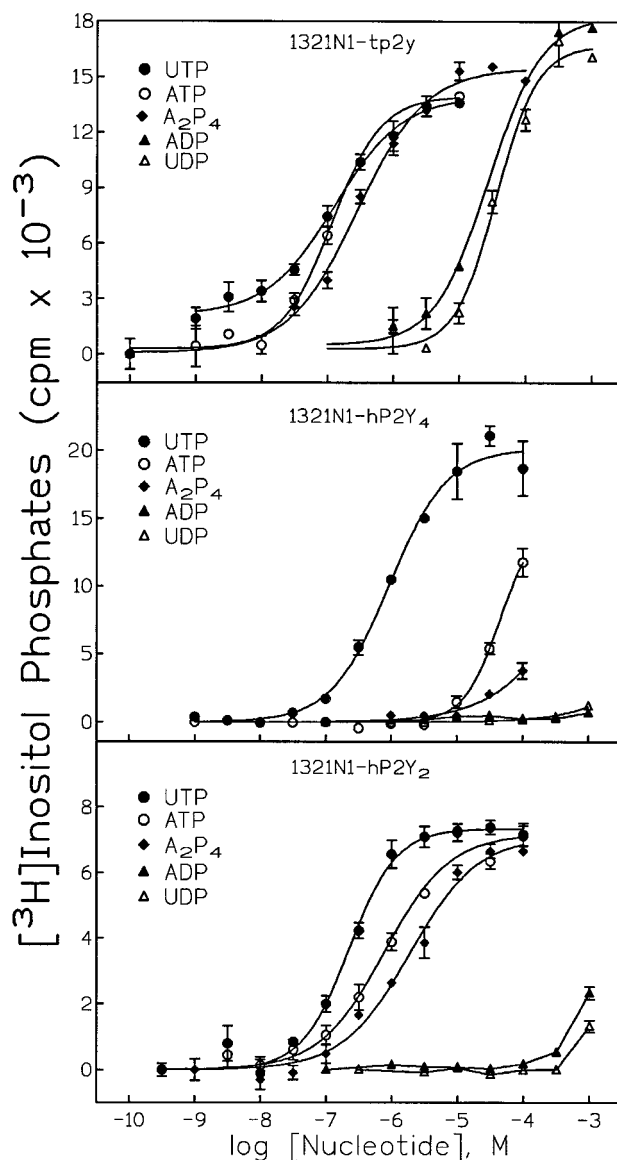 [³H]Inositol Phosphates (cpm x 10⁻³)
1321N1-tp2y
UTP
ATP
A₂P₄
ADP
UDP
18
15
12
9
6
3
0
1321N1-hP2Y₄
UTP
ATP
A₂P₄
ADP
UDP
20
15
10
5
0
1321N1-hP2Y₂
UTP
ATP
A₂P₄
ADP
UDP
8
6
4
2
0
-10 -9 -8 -7 -6 -5 -4 -3
log [Nucleotide], M